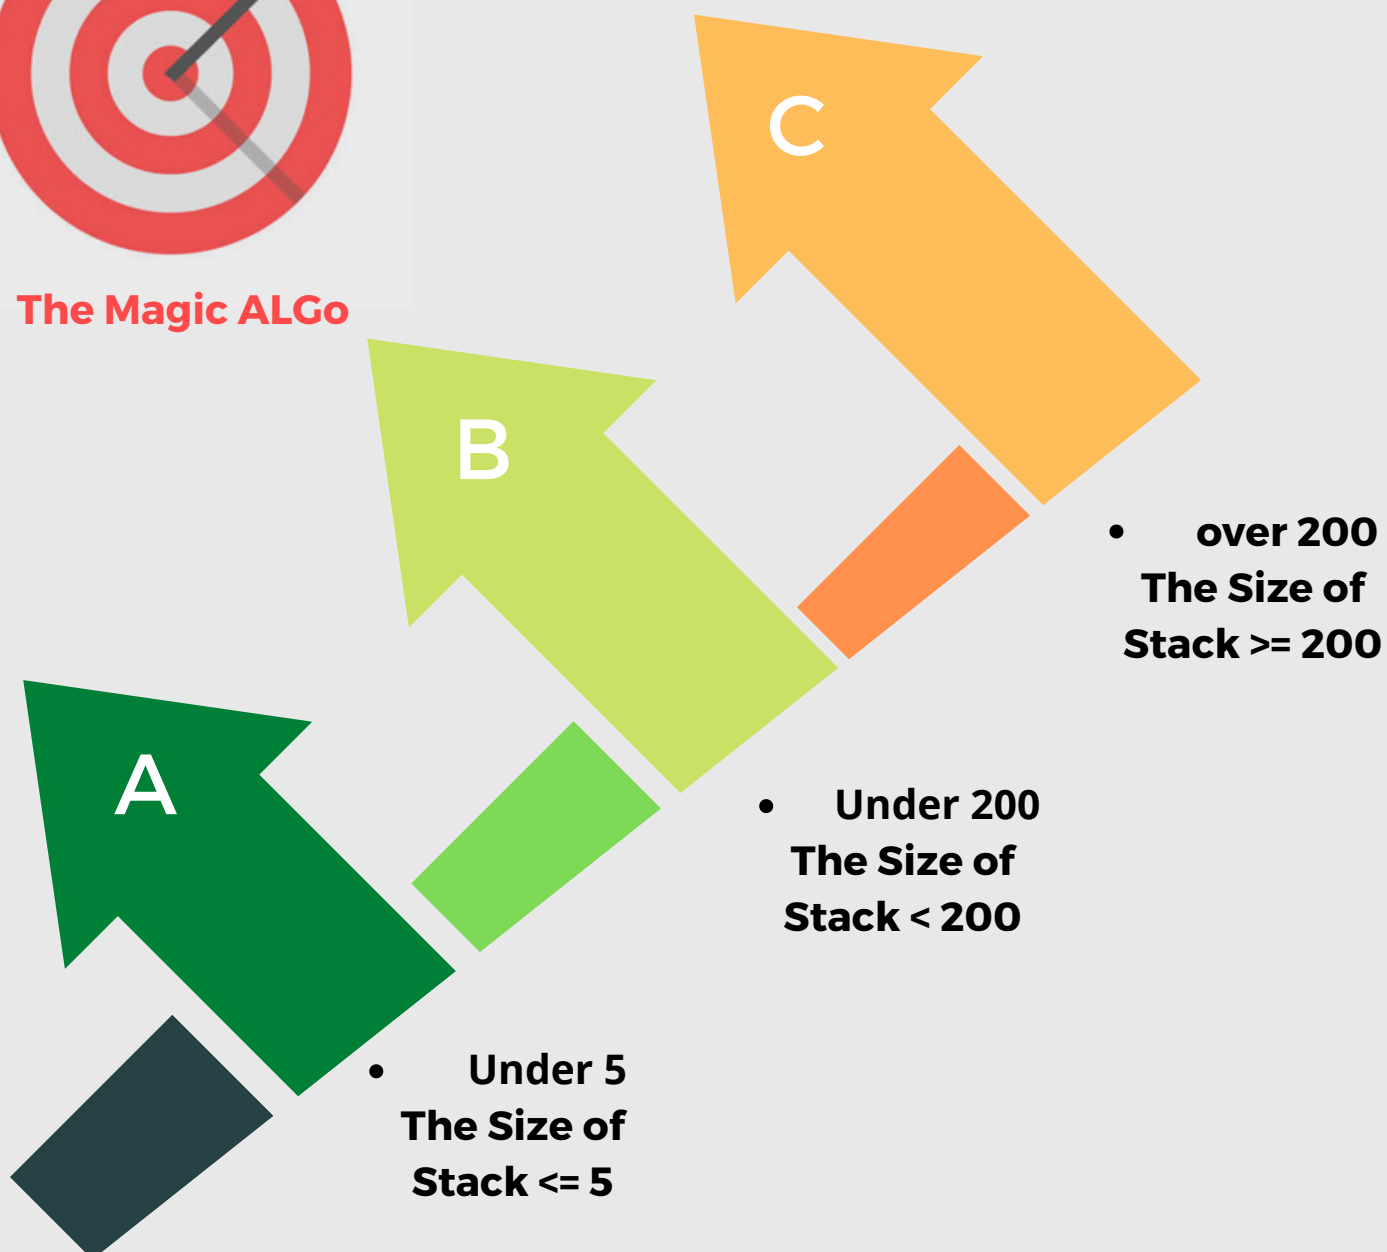 The Magic ALGo
C
B
A
• over 200
The Size of
Stack >= 200
• Under 200
The Size of
Stack < 200
• Under 5
The Size of
Stack <= 5